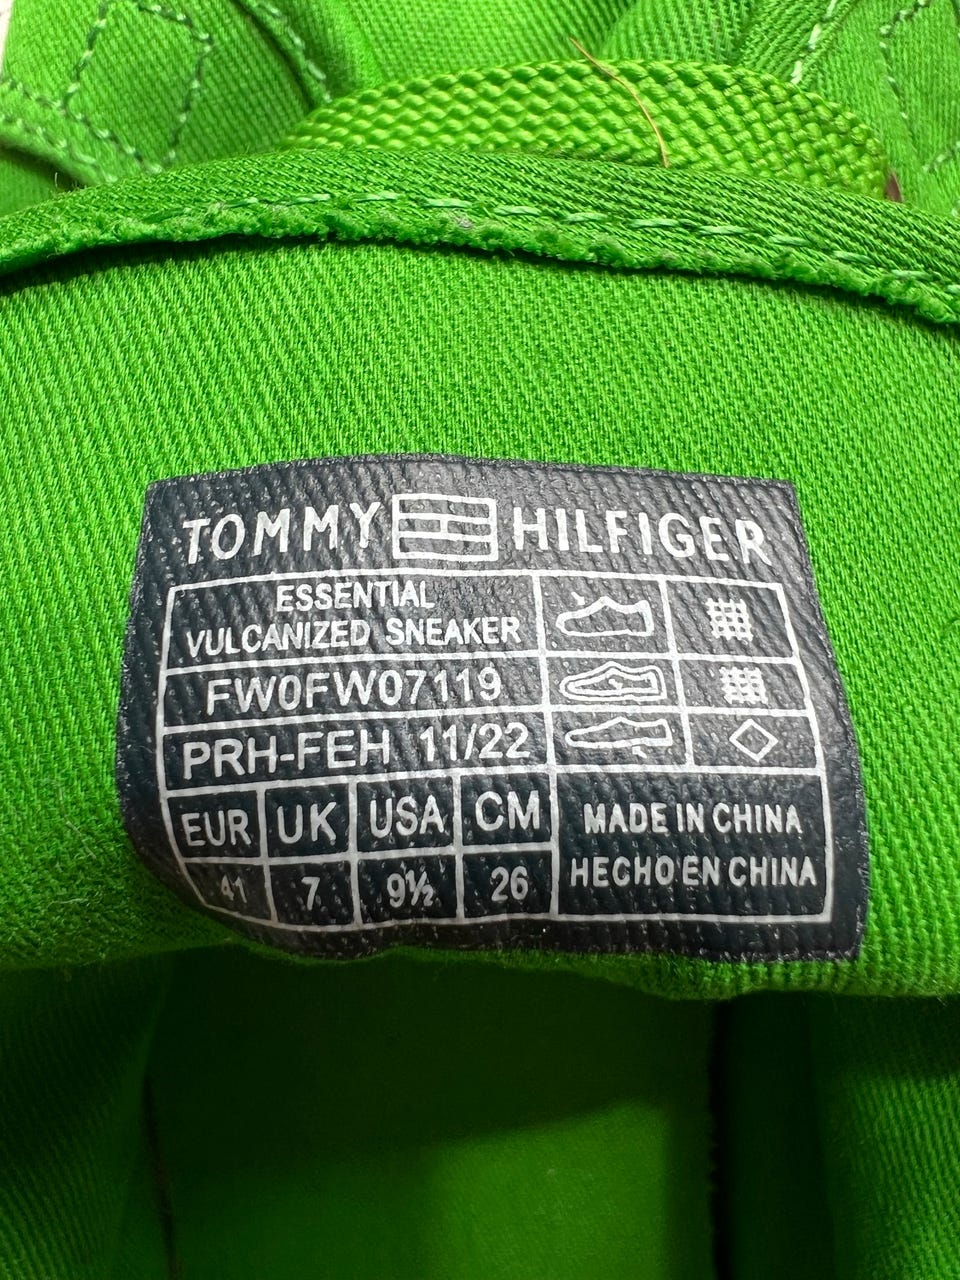 TOMMY HILFIGER
ESSENTIAL
VULCANIZED SNEAKER
FW0FW07119
PRH-FEH 11/22
EUR UK USA CM
41 7 9½ 26
MADE IN CHINA
HECHO EN CHINA